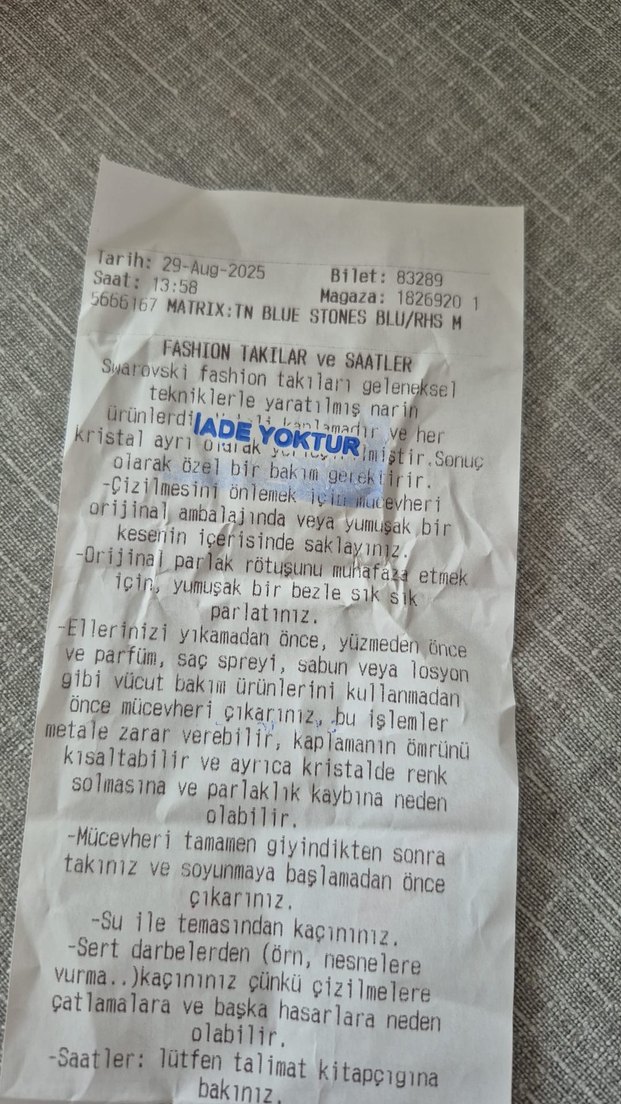 Tarih: 29-Aug-2025 Bilet: 83289
Saat: 13:58 Magaza: 1826920 1
5666167 MATRIX:TN BLUE STONES BLU/RHS M
FASHION TAKILAR ve SAATLER
Swarovski fashion takıları geleneksel
tekniklerle yaratılmış narin
ürünlerdi kaplamadır ve her
İADE YOKTUR
kristal ayrı olarak .Sonuç
olarak özel bir bakım gerektirir.
-Çizilmesini önlemek için mücevheri
orijinal ambalajında veya yumuşak bir
kesenin içerisinde saklayınız.
-Orijinal parlak rötuşunu muhafaza etmek
için, yumuşak bir bezle sık sık
parlatınız.
-Ellerinizi yıkamadan önce, yüzmeden önce
ve parfüm, saç spreyi, sabun veya losyon
gibi vücut bakım ürünlerini kullanmadan
önce mücevheri çıkarınız, bu işlemler
metale zarar verebilir, kaplamanın ömrünü
kısaltabilir ve ayrıca kristalde renk
solmasına ve parlaklık kaybına neden
olabilir.
-Mücevheri tamamen giyindikten sonra
takınız ve soyunmaya başlamadan önce
çıkarınız.
-Su ile temasından kaçınınız.
-Sert darbelerden (örn, nesnelere
vurma..)kaçınınız çünkü çizilmelere
çatlamalara ve başka hasarlara neden
olabilir.
-Saatler: lütfen talimat kitapçıgına
bakınız.